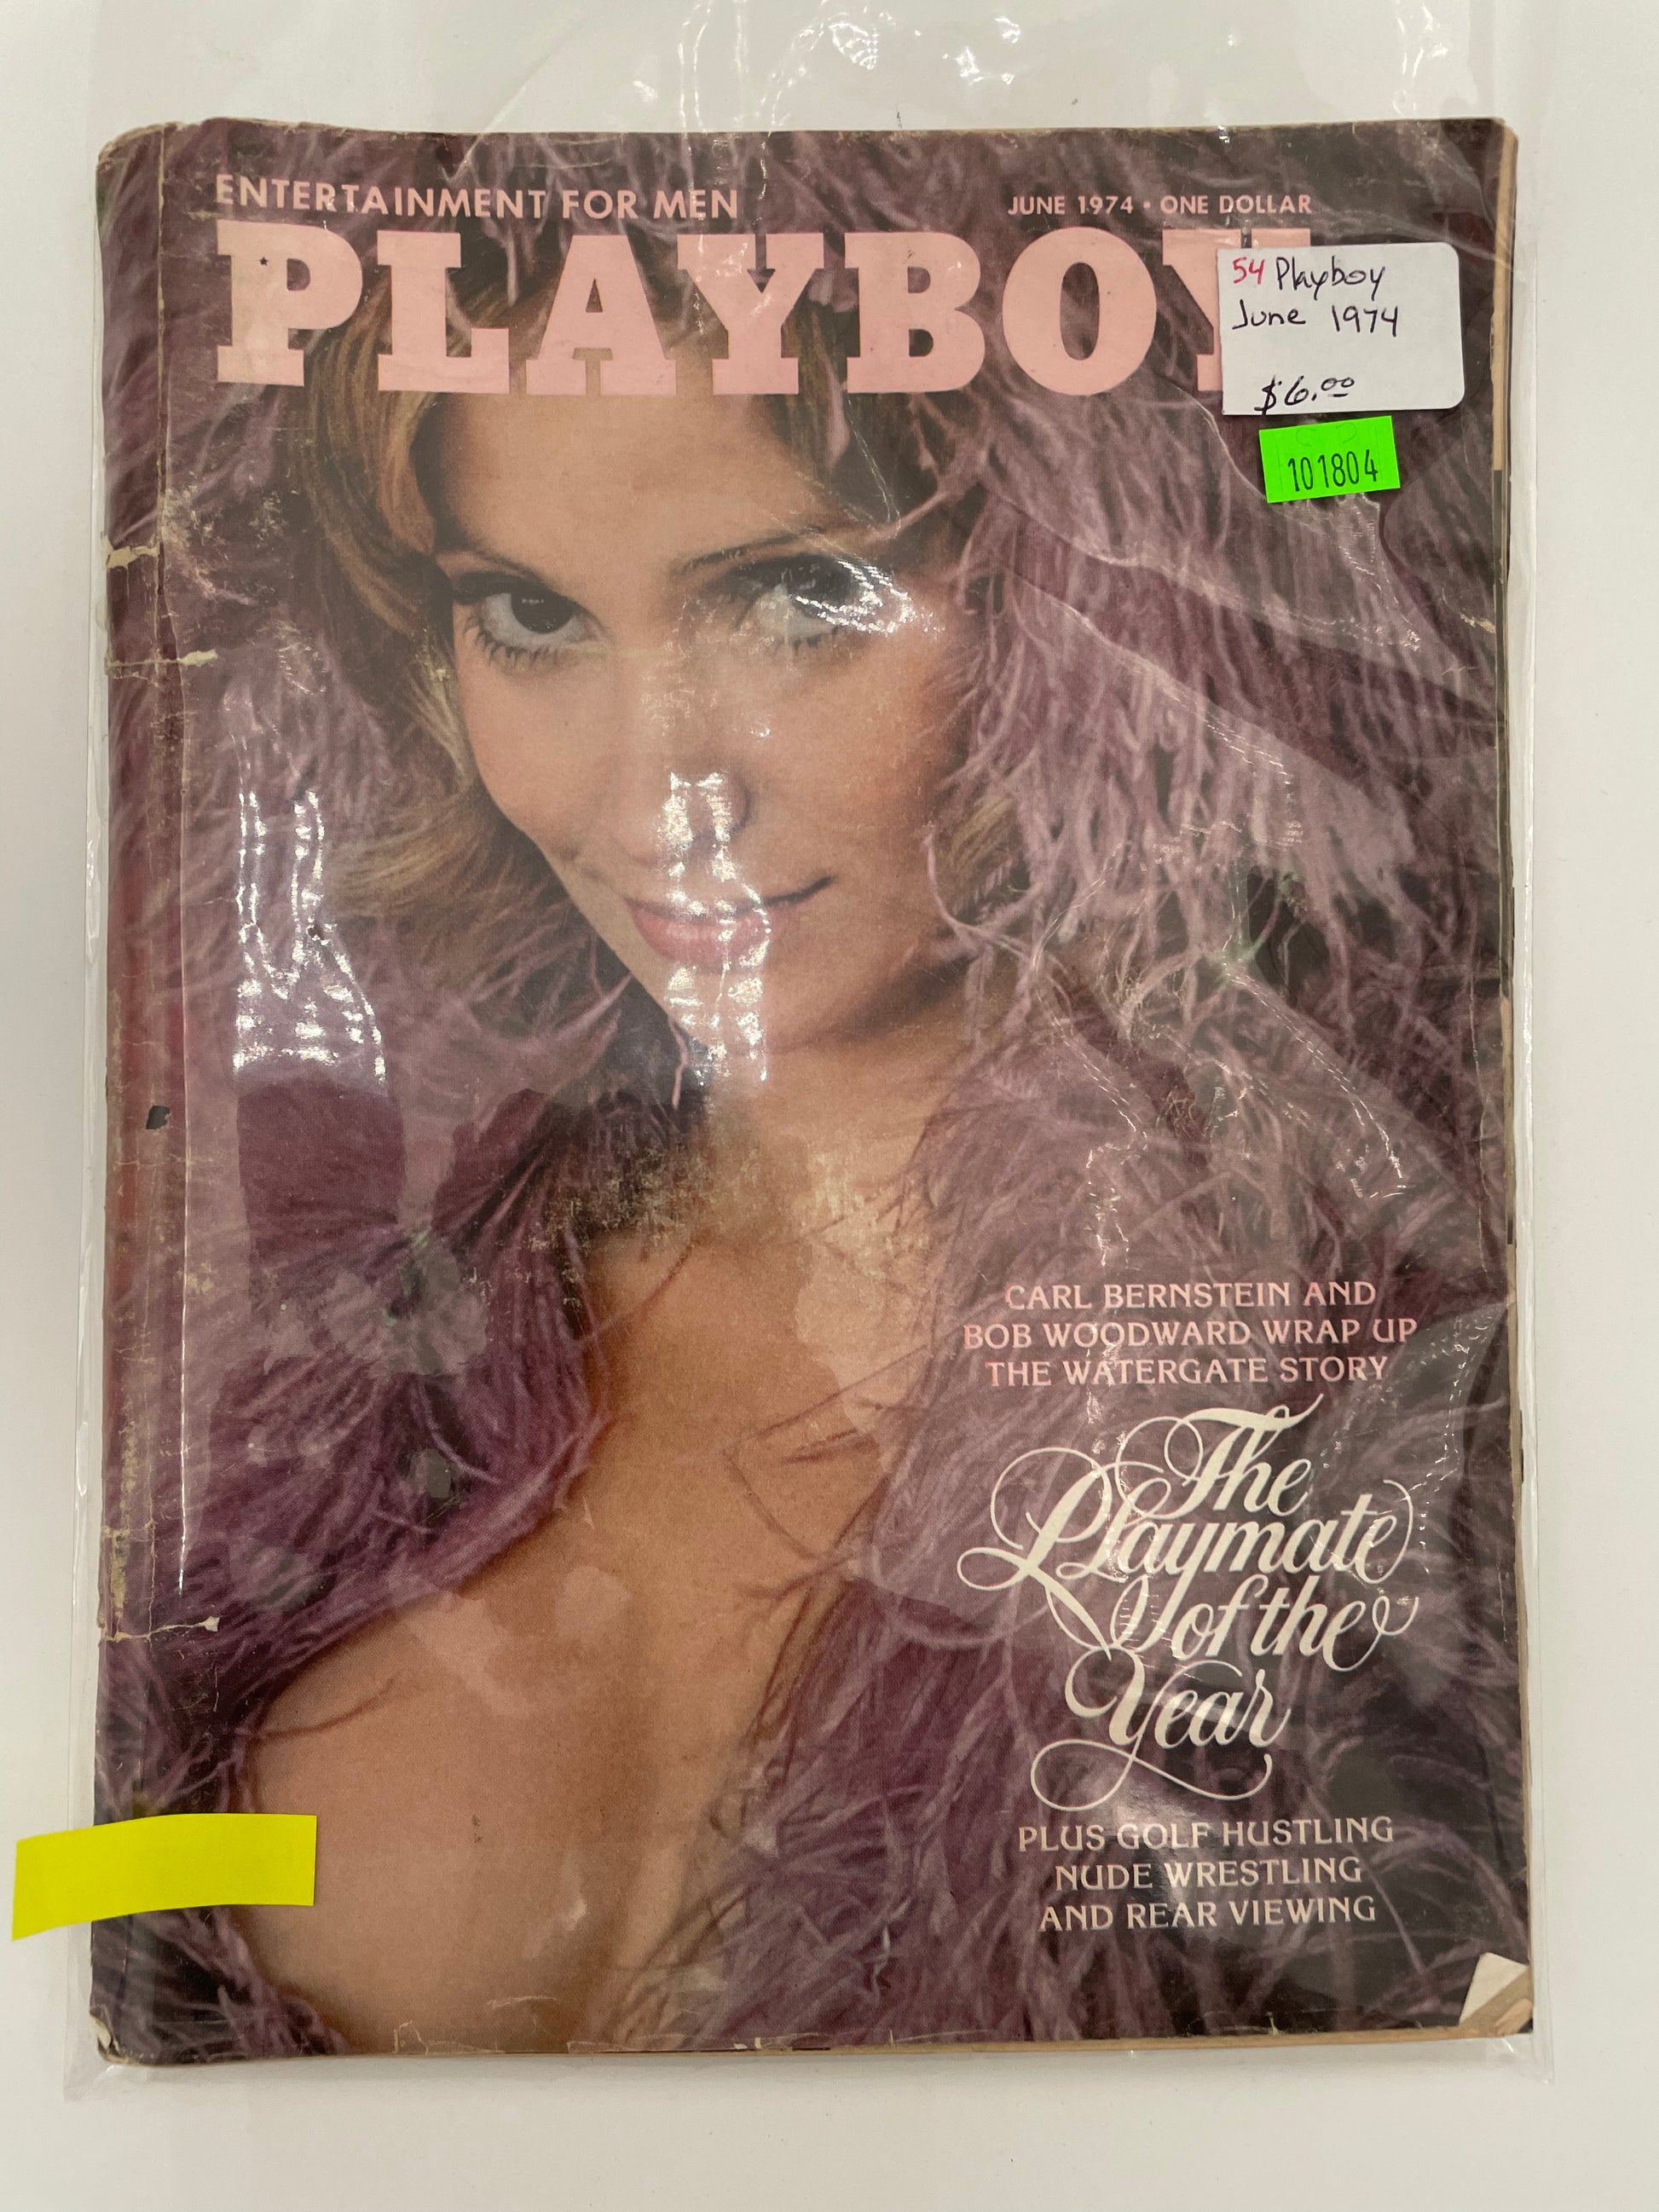 ENTERTAINMENT FOR MEN
JUNE 1974 • ONE DOLLAR
PLAYBOY
54 Playboy
June 1974
$6.00
101804
CARL BERNSTEIN AND
BOB WOODWARD WRAP UP
THE WATERGATE STORY
The
Playmate
of the
Year
PLUS GOLF HUSTLING
NUDE WRESTLING
AND REAR VIEWING